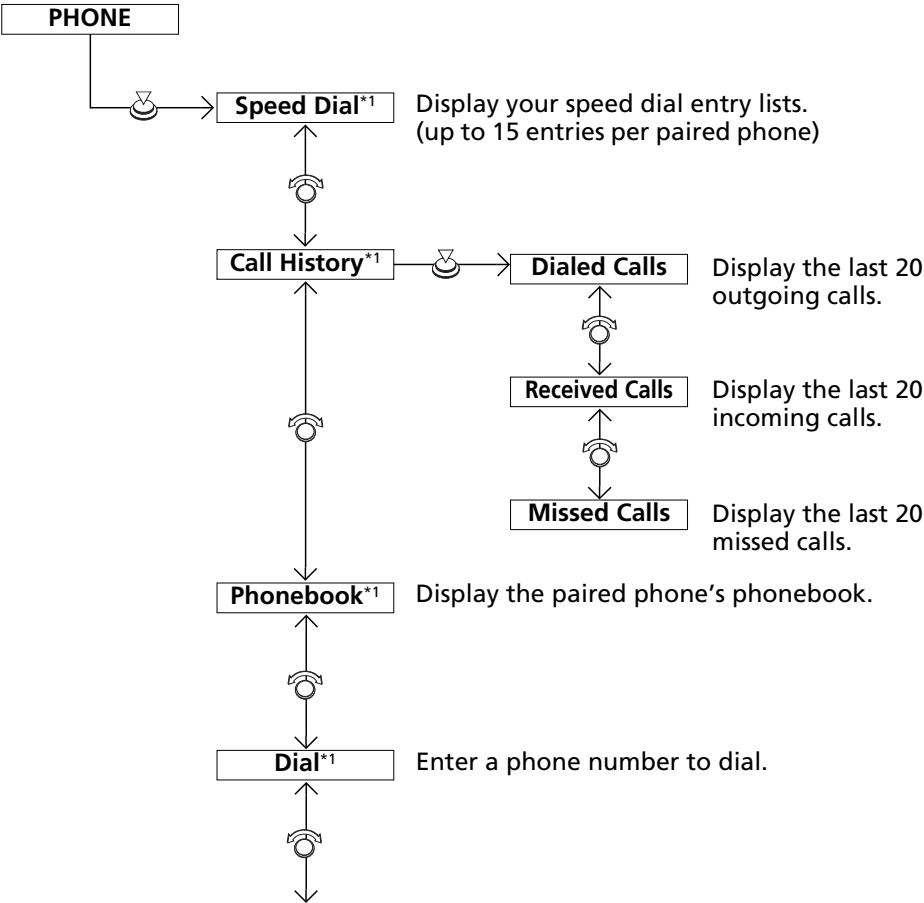 PHONE
Speed Dial*1
Display your speed dial entry lists.
(up to 15 entries per paired phone)
Call History*1
Dialed Calls
Display the last 20
outgoing calls.
Received Calls
Display the last 20
incoming calls.
Missed Calls
Display the last 20
missed calls.
Phonebook*1
Display the paired phone’s phonebook.
Dial*1
Enter a phone number to dial.